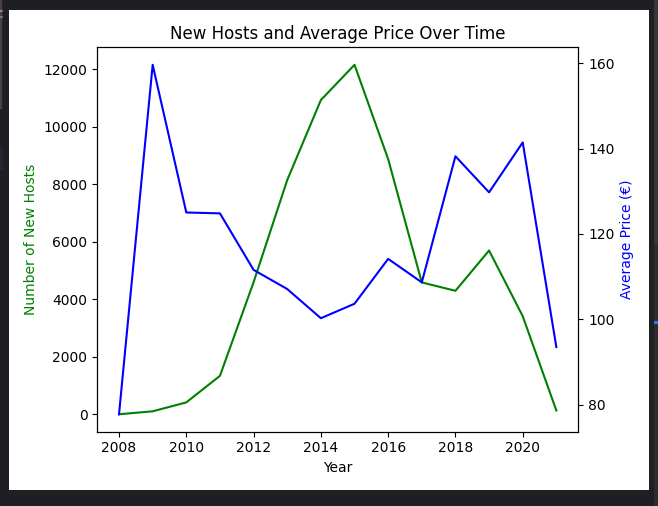 New Hosts and Average Price Over Time
12000
10000
8000
6000
4000
2000
0
Number of New Hosts
160
140
120
100
80
Average Price (€)
2008 2010 2012 2014 2016 2018 2020
Year